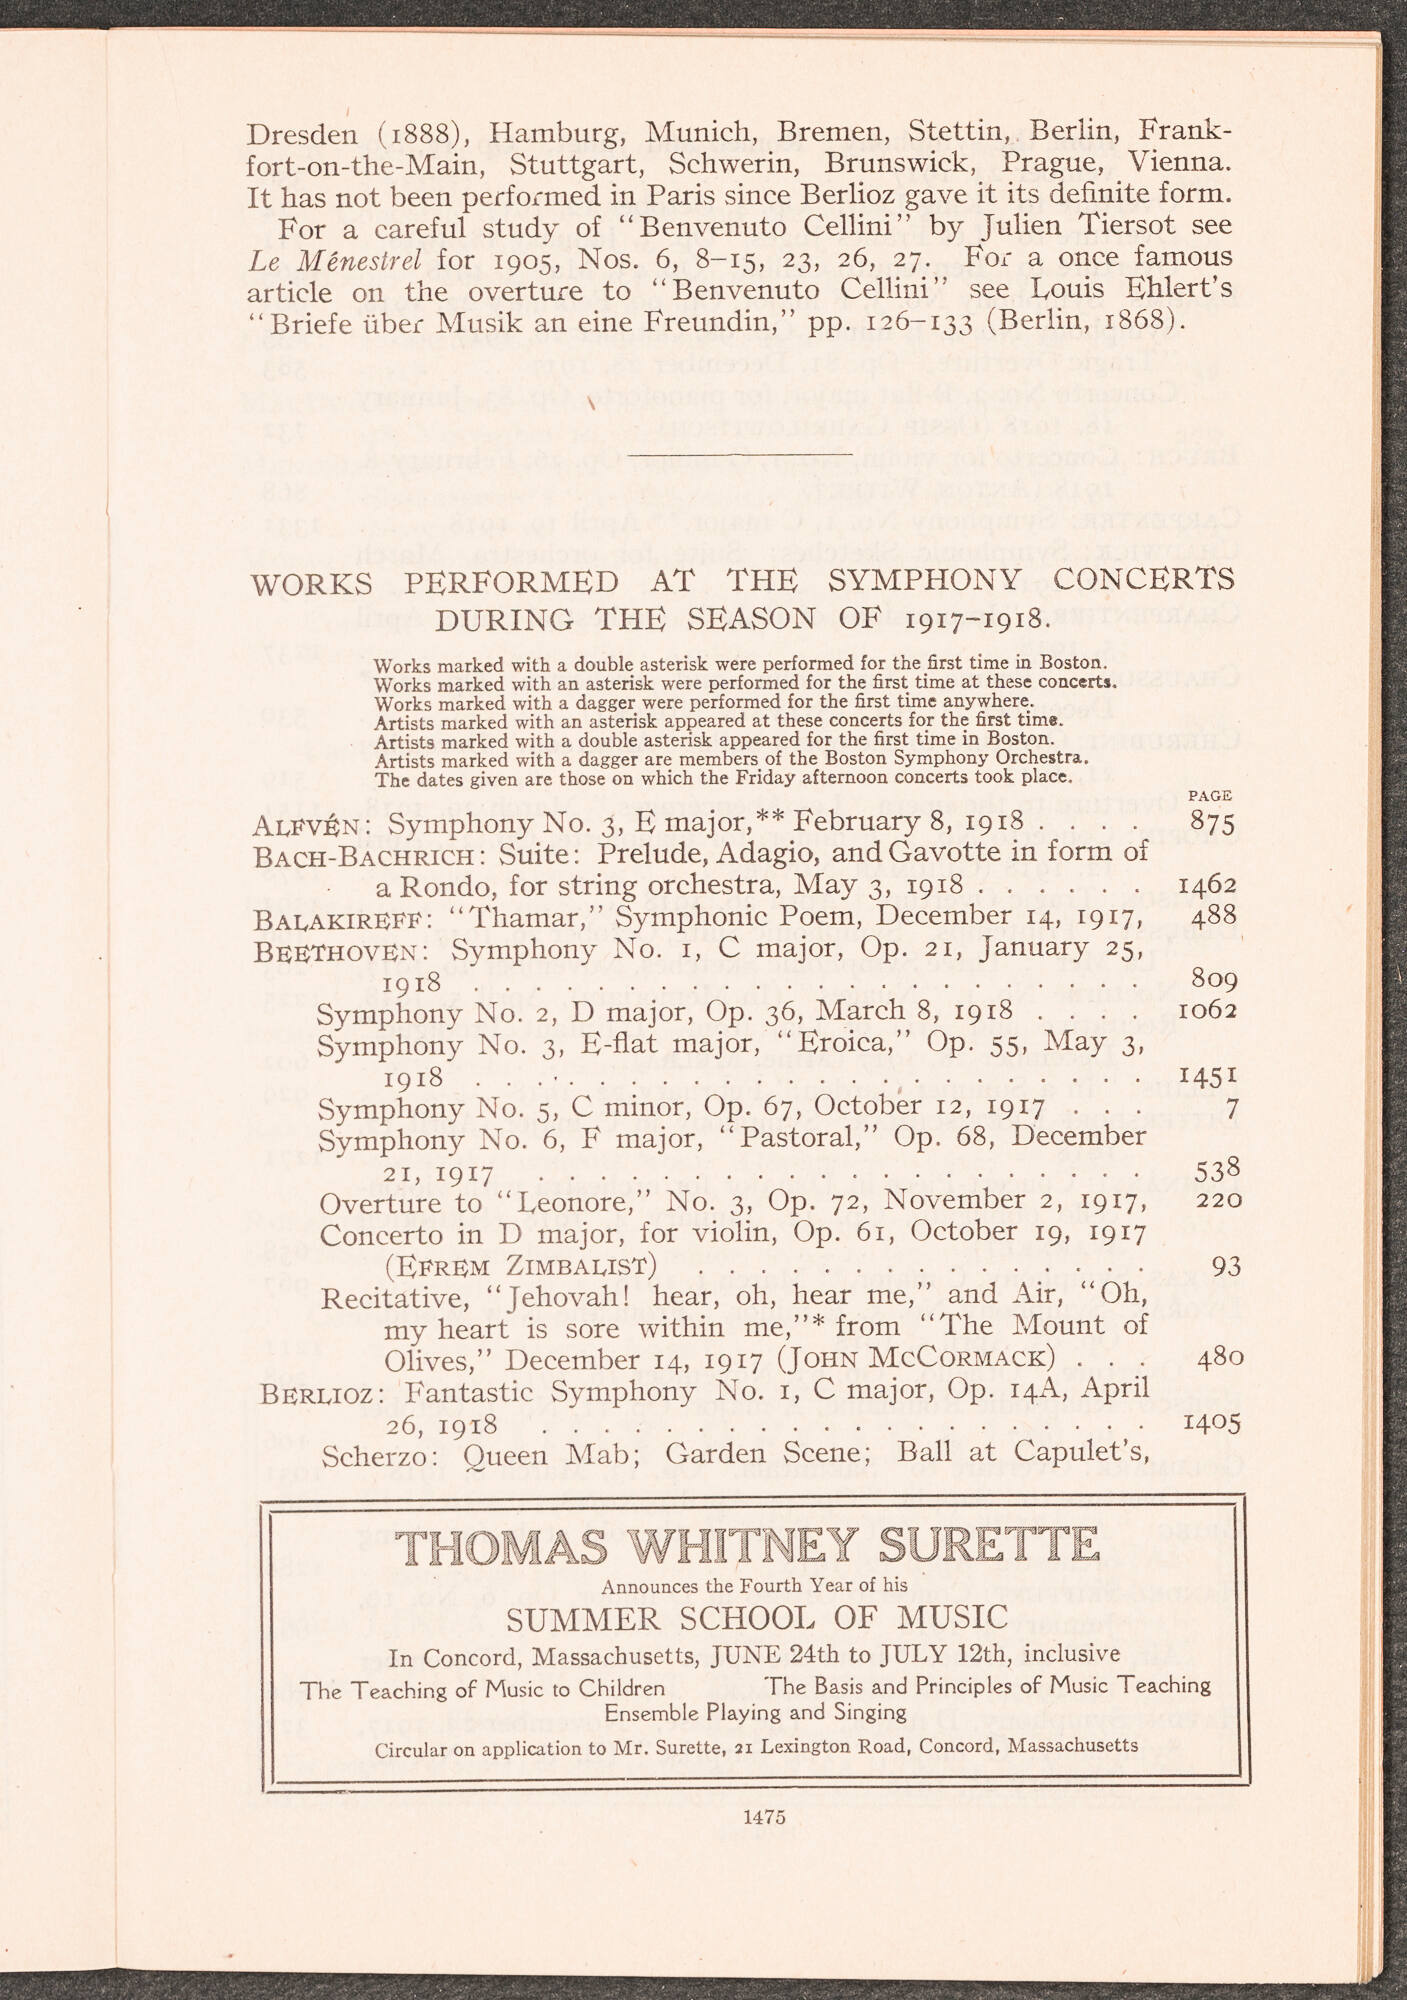 Dresden (1888), Hamburg, Munich, Bremen, Stettin, Berlin, Frank-
fort-on-the-Main, Stuttgart, Schwerin, Brunswick, Prague, Vienna.
It has not been performed in Paris since Berlioz gave it its definite form.
For a careful study of "Benvenuto Cellini" by Julien Tiersot see
Le Ménestrel for 1905, Nos. 6, 8–15, 23, 26, 27. For a once famous
article on the overture to "Benvenuto Cellini" see Louis Ehlert's
"Briefe über Musik an eine Freundin," pp. 126–133 (Berlin, 1868).
WORKS PERFORMED AT THE SYMPHONY CONCERTS
DURING THE SEASON OF 1917–1918.
Works marked with a double asterisk were performed for the first time in Boston.
Works marked with an asterisk were performed for the first time at these concerts.
Works marked with a dagger were performed for the first time anywhere.
Artists marked with an asterisk appeared at these concerts for the first time.
Artists marked with a double asterisk appeared for the first time in Boston.
Artists marked with a dagger are members of the Boston Symphony Orchestra.
The dates given are those on which the Friday afternoon concerts took place.
PAGE
ALFVÉN: Symphony No. 3, E major,** February 8, 1918 . . . . 875
BACH-BACHRICH: Suite: Prelude, Adagio, and Gavotte in form of
a Rondo, for string orchestra, May 3, 1918 . . . . . . 1462
BALAKIREFF: "Thamar," Symphonic Poem, December 14, 1917, 488
BEETHOVEN: Symphony No. 1, C major, Op. 21, January 25,
1918 . . . . . . . . . . . . . . . . . . . . . . 809
Symphony No. 2, D major, Op. 36, March 8, 1918 . . . . 1062
Symphony No. 3, E-flat major, "Eroica," Op. 55, May 3,
1918 . . . . . . . . . . . . . . . . . . . . . . 1451
Symphony No. 5, C minor, Op. 67, October 12, 1917 . . . 7
Symphony No. 6, F major, "Pastoral," Op. 68, December
21, 1917 . . . . . . . . . . . . . . . . . . . . 538
Overture to "Leonore," No. 3, Op. 72, November 2, 1917, 220
Concerto in D major, for violin, Op. 61, October 19, 1917
(EFREM ZIMBALIST) . . . . . . . . . . . . . . . 93
Recitative, "Jehovah! hear, oh, hear me," and Air, "Oh,
my heart is sore within me,"* from "The Mount of
Olives," December 14, 1917 (JOHN MCCORMACK) . . . 480
BERLIOZ: Fantastic Symphony No. 1, C major, Op. 14A, April
26, 1918 . . . . . . . . . . . . . . . . . . . . 1405
Scherzo: Queen Mab; Garden Scene; Ball at Capulet's,
THOMAS WHITNEY SURETTE
Announces the Fourth Year of his
SUMMER SCHOOL OF MUSIC
In Concord, Massachusetts, JUNE 24th to JULY 12th, inclusive
The Teaching of Music to Children The Basis and Principles of Music Teaching
Ensemble Playing and Singing
Circular on application to Mr. Surette, 21 Lexington Road, Concord, Massachusetts
1475